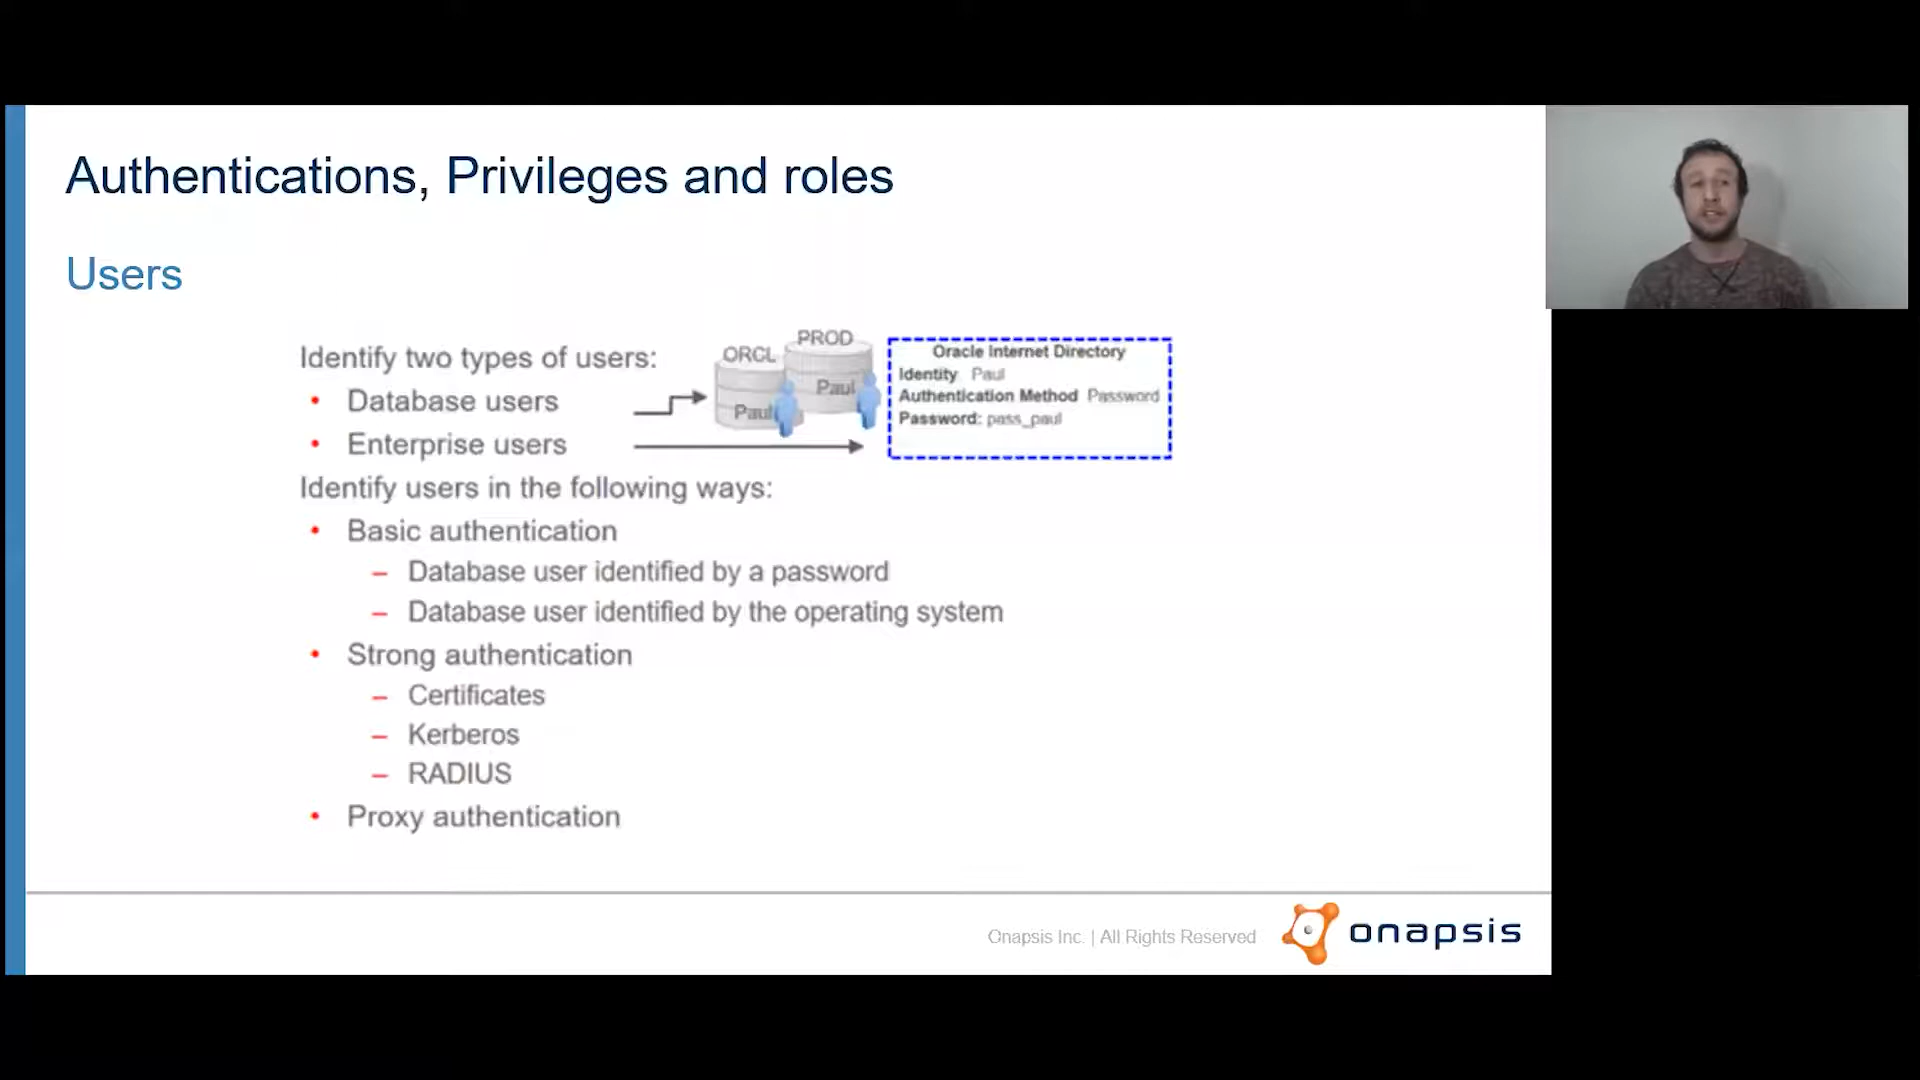 Authentications, Privileges and roles
Users
Identify two types of users:
• Database users
• Enterprise users
ORCL
PROD
Paul
Paul
Oracle Internet Directory
Identity Paul
Authentication Method Password
Password: pass_paul
Identify users in the following ways:
• Basic authentication
– Database user identified by a password
– Database user identified by the operating system
• Strong authentication
– Certificates
– Kerberos
– RADIUS
• Proxy authentication
Onapsis Inc. | All Rights Reserved
onapsis